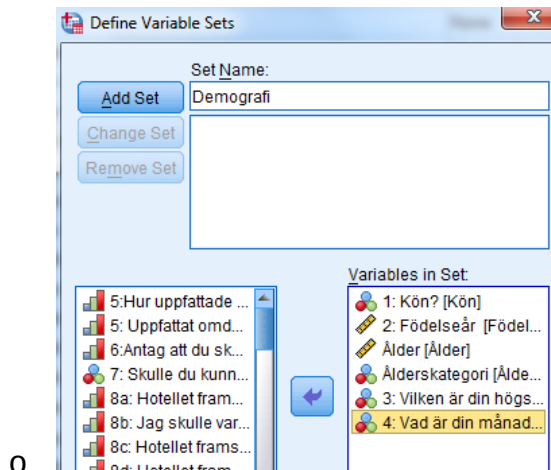 Define Variable Sets
Set Name:
Add Set
Demografi
Change Set
Remove Set
Variables in Set:
5:Hur uppfattade ...
5: Uppfattat omd...
6:Antag att du sk...
7: Skulle du kunn...
8a: Hotellet fram...
8b: Jag skulle var...
8c: Hotellet frams...
8d: Hotellet fram
1: Kön? [Kön]
2: Födelseår [Födel...
Ålder [Ålder]
Ålderskategori [Ålde...
3: Vilken är din högs...
4: Vad är din månad...
o